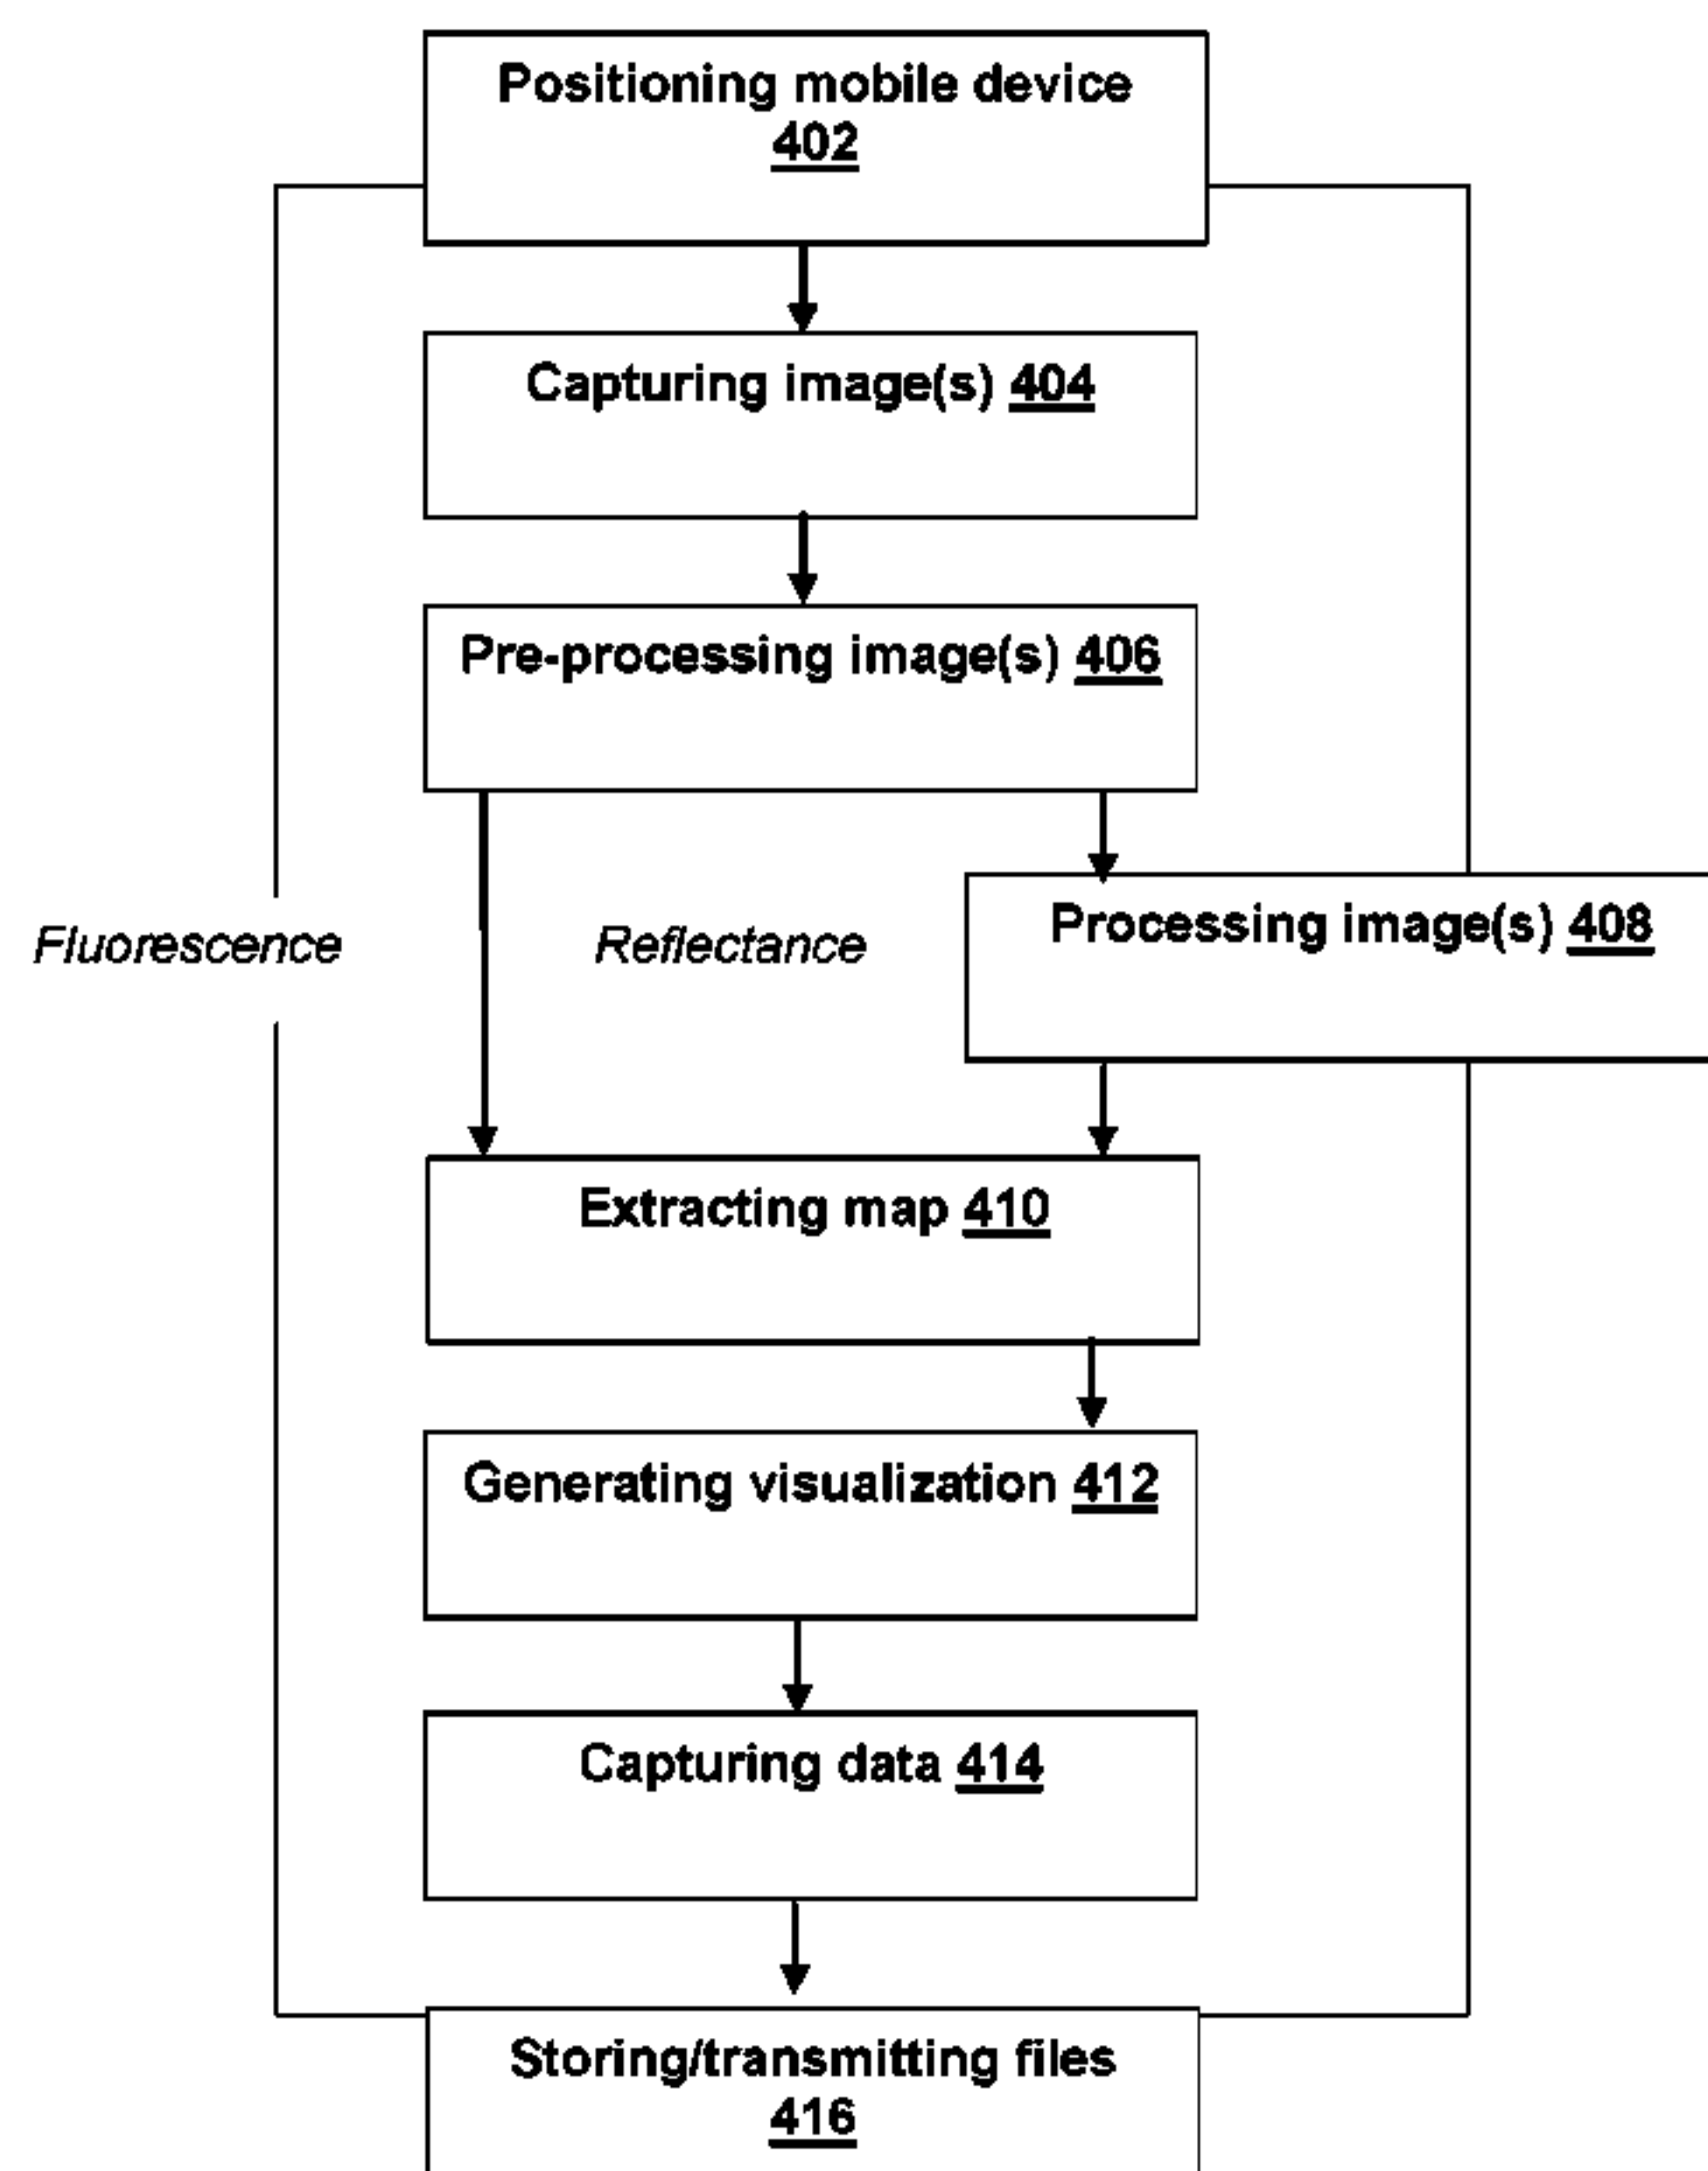 Positioning mobile device
402
Capturing image(s) 404
Pre-processing image(s) 406
Fluorescence
Reflectance
Processing image(s) 408
Extracting map 410
Generating visualization 412
Capturing data 414
Storing/transmitting files
416